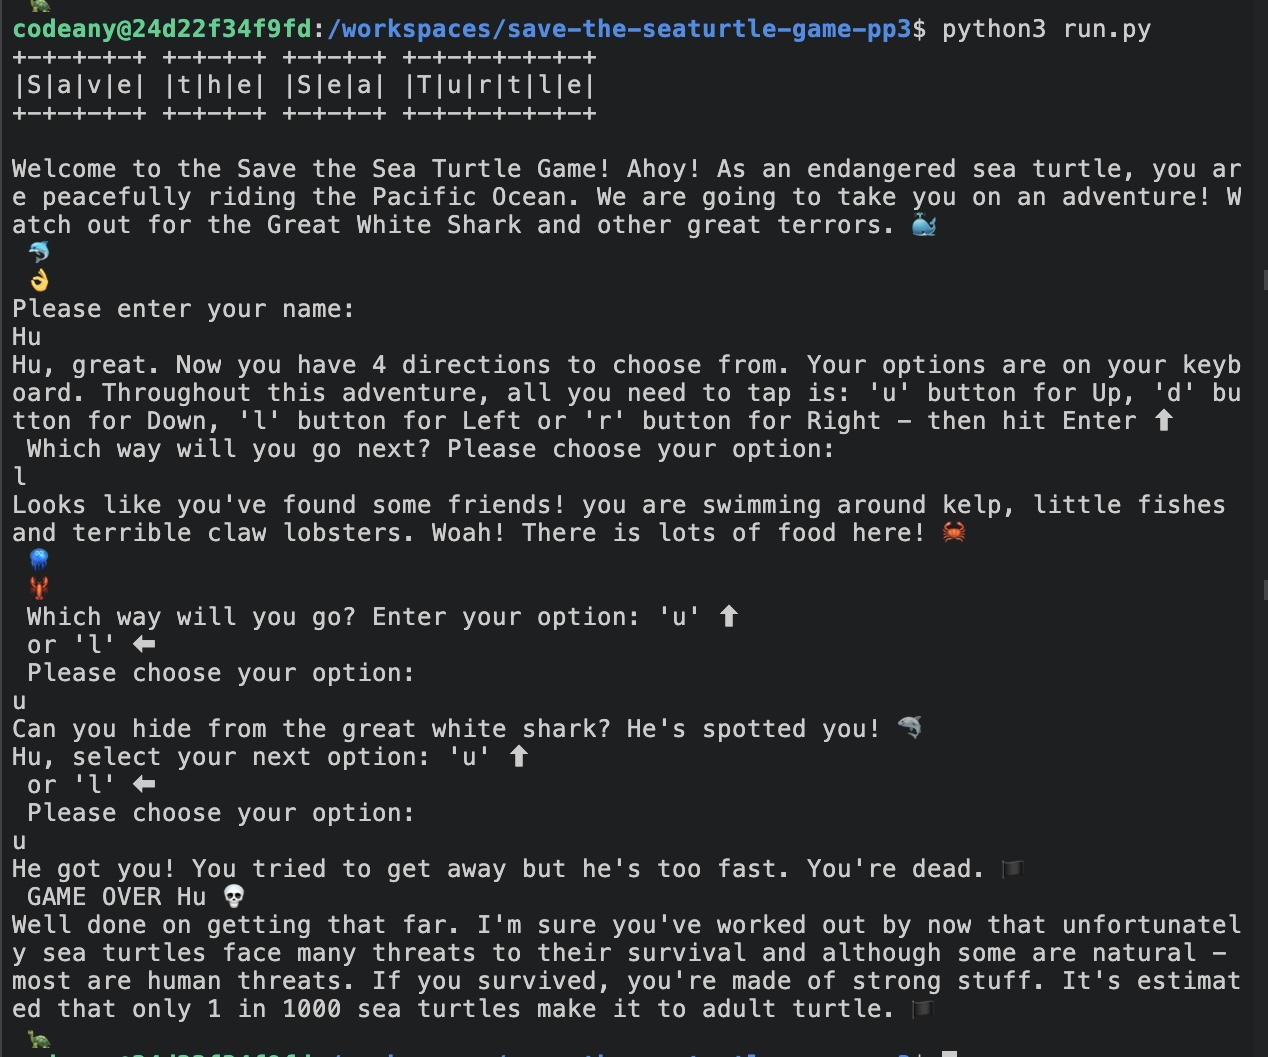 🐢
codeany@24d22f34f9fd:/workspaces/save-the-seaturtle-game-pp3$ python3 run.py
+-+-+-+-+ +-+-+-+ +-+-+-+ +-+-+-+-+-+-+
|S|a|v|e| |t|h|e| |S|e|a| |T|u|r|t|l|e|
+-+-+-+-+ +-+-+-+ +-+-+-+ +-+-+-+-+-+-+
Welcome to the Save the Sea Turtle Game! Ahoy! As an endangered sea turtle, you ar
e peacefully riding the Pacific Ocean. We are going to take you on an adventure! W
atch out for the Great White Shark and other great terrors. 🐳
🐬
👌
Please enter your name:
Hu
Hu, great. Now you have 4 directions to choose from. Your options are on your keyb
oard. Throughout this adventure, all you need to tap is: 'u' button for Up, 'd' bu
tton for Down, 'l' button for Left or 'r' button for Right – then hit Enter ⬆
Which way will you go next? Please choose your option:
l
Looks like you've found some friends! you are swimming around kelp, little fishes
and terrible claw lobsters. Woah! There is lots of food here! 🦀
🪼
🦞
Which way will you go? Enter your option: 'u' ⬆
or 'l' ⬅
Please choose your option:
u
Can you hide from the great white shark? He's spotted you! 🦈
Hu, select your next option: 'u' ⬆
or 'l' ⬅
Please choose your option:
u
He got you! You tried to get away but he's too fast. You're dead. 🏴
GAME OVER Hu 💀
Well done on getting that far. I'm sure you've worked out by now that unfortunatel
y sea turtles face many threats to their survival and although some are natural –
most are human threats. If you survived, you're made of strong stuff. It's estimat
ed that only 1 in 1000 sea turtles make it to adult turtle. 🏴
🐢